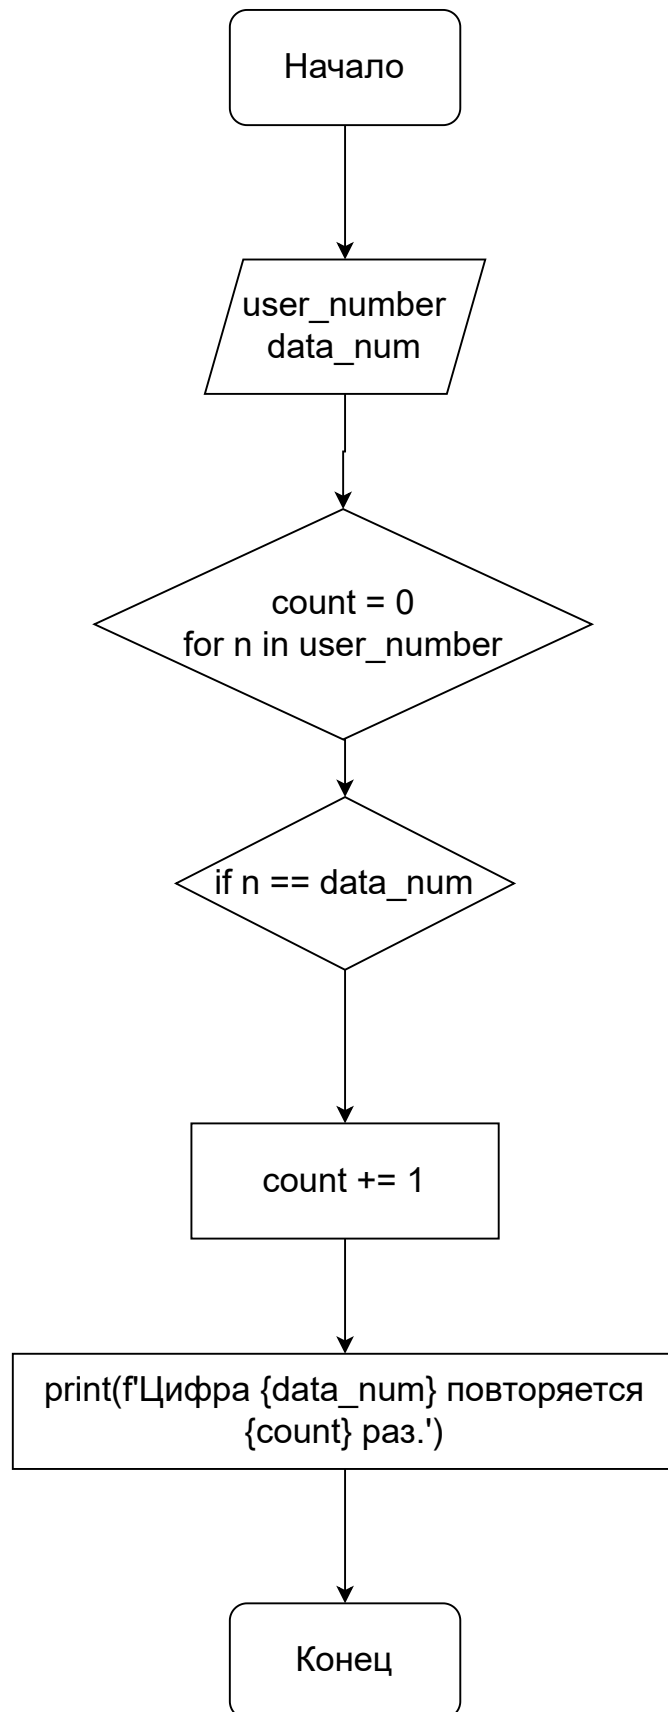 Начало
user_number
data_num
count = 0
for n in user_number
if n == data_num
count += 1
print(f'Цифра {data_num} повторяется
{count} раз.')
Конец